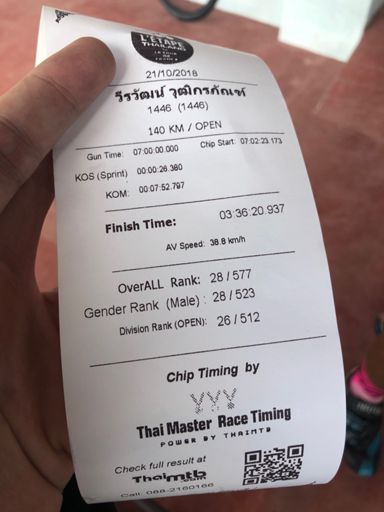 L'ETAPE
THAILAND
21/10/2018
วีรวัฒน์ วุฒิกรภัณฑ์
1446 (1446)
140 KM / OPEN
Gun Time: 07:00:00.000 Chip Start: 07:02:23.173
KOS (Sprint) 00:00:26.380
KOM: 00:07:52.797
Finish Time: 03:36:20.937
AV Speed: 38.8 km/h
OverALL Rank: 28 / 577
Gender Rank (Male) : 28 / 523
Division Rank (OPEN): 26 / 512
Chip Timing by
Thai Master Race Timing
POWER BY THAIMTB
Check full result at
Thaimtb.com
Call: 088-2160166